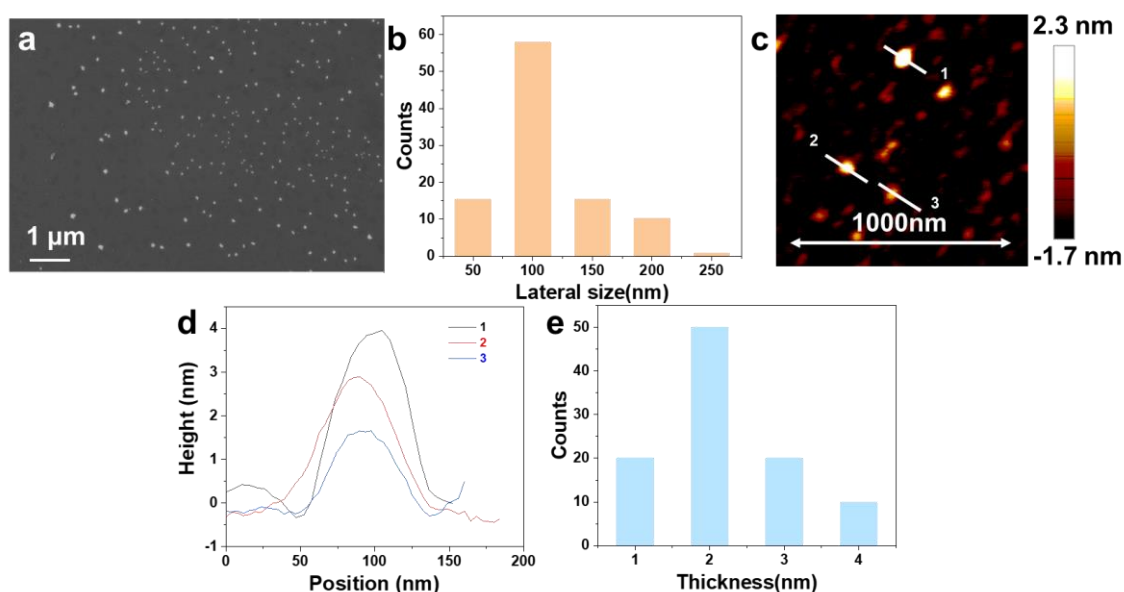 a
1 μm
b
Counts
60
50
40
30
20
10
0
50 100 150 200 250
Lateral size(nm)
c
1
2
3
1000nm
2.3 nm
-1.7 nm
d
Height (nm)
4
3
2
1
0
-1
0 50 100 150 200
Position (nm)
1
2
3
e
Counts
50
40
30
20
10
0
1 2 3 4
Thickness(nm)